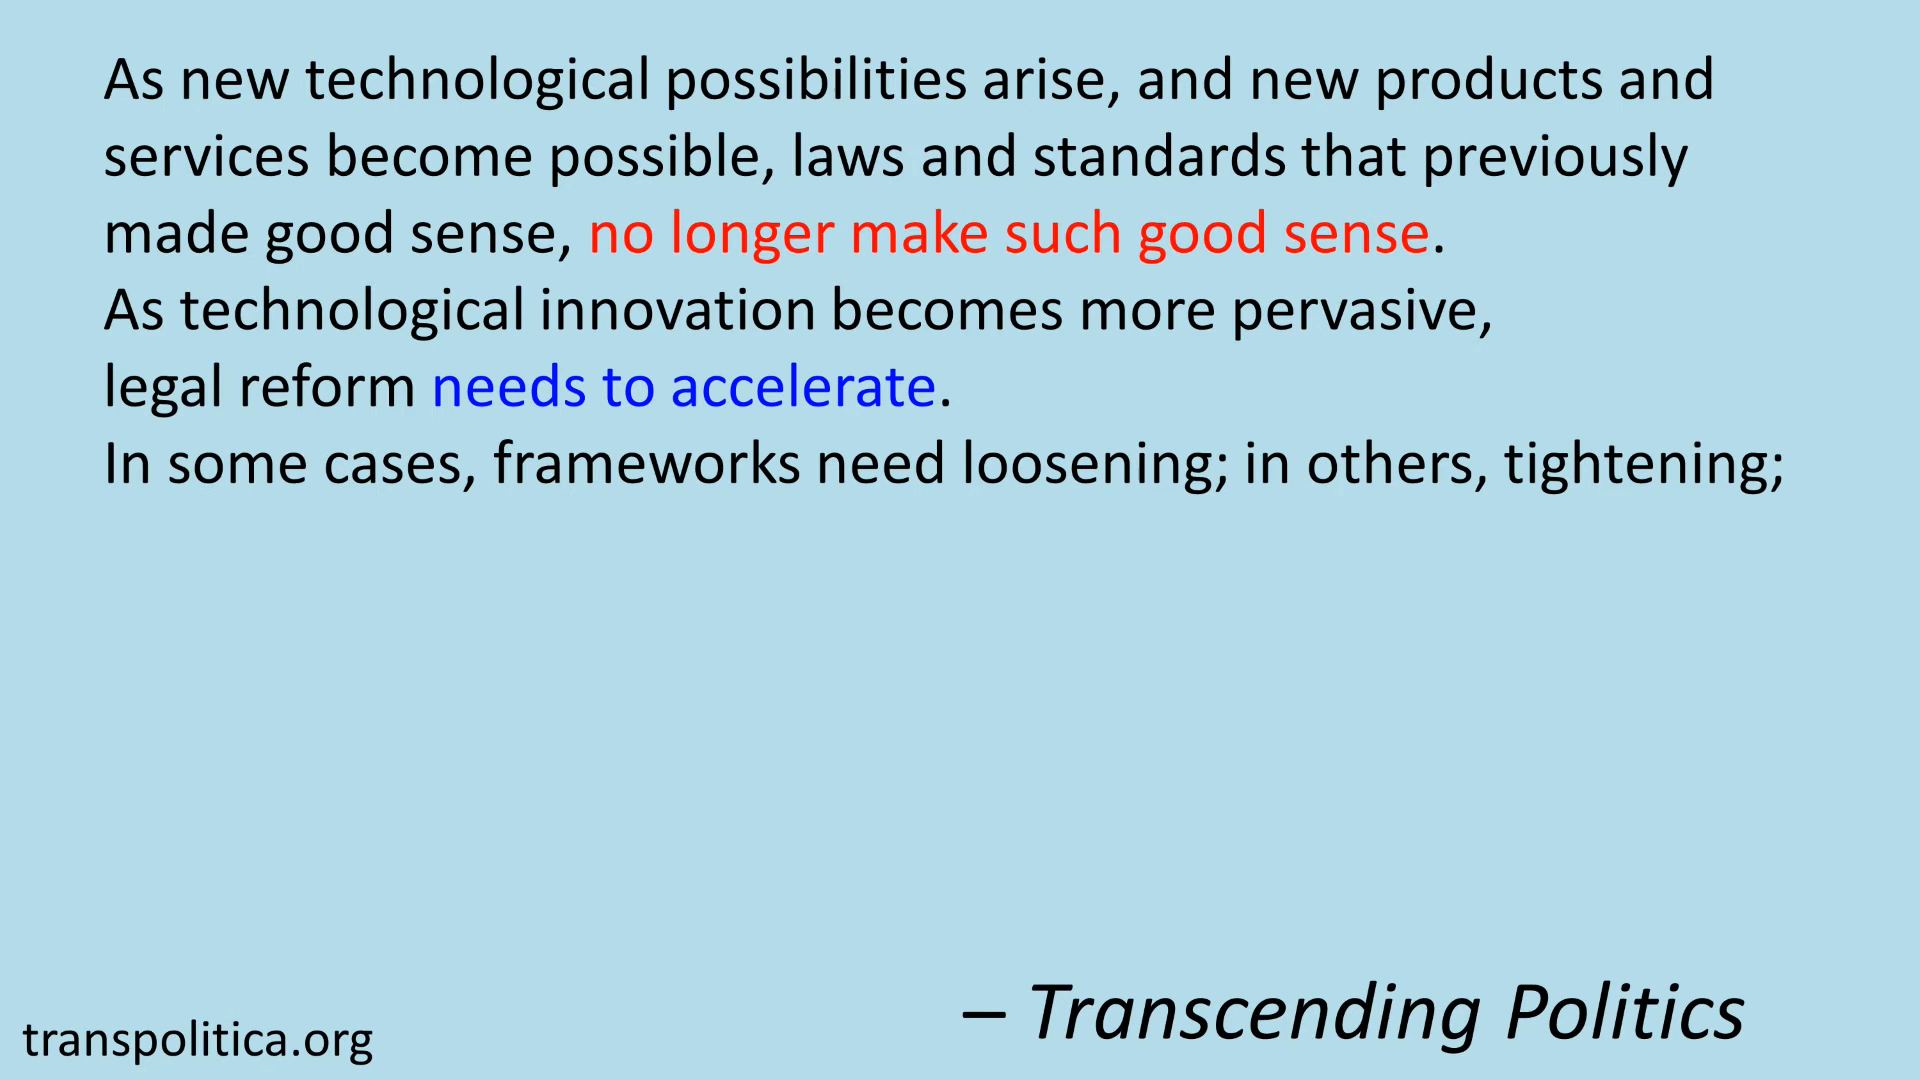 As new technological possibilities arise, and new products and
services become possible, laws and standards that previously
made good sense, no longer make such good sense.
As technological innovation becomes more pervasive,
legal reform needs to accelerate.
In some cases, frameworks need loosening; in others, tightening;
– Transcending Politics
transpolitica.org